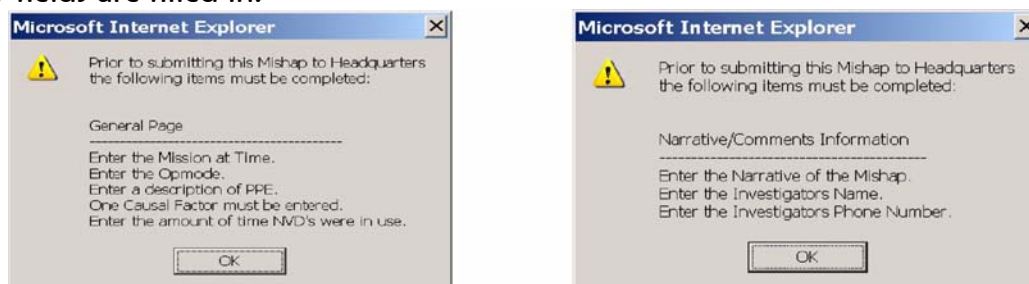 fields are filled in.
Microsoft Internet Explorer
Prior to submitting this Mishap to Headquarters
the following items must be completed:
General Page
----------------------------------------
Enter the Mission at Time.
Enter the Opmode.
Enter a description of PPE.
One Causal Factor must be entered.
Enter the amount of time NVD's were in use.
OK
Microsoft Internet Explorer
Prior to submitting this Mishap to Headquarters
the following items must be completed:
Narrative/Comments Information
------------------------------------------
Enter the Narrative of the Mishap.
Enter the Investigators Name.
Enter the Investigators Phone Number.
OK